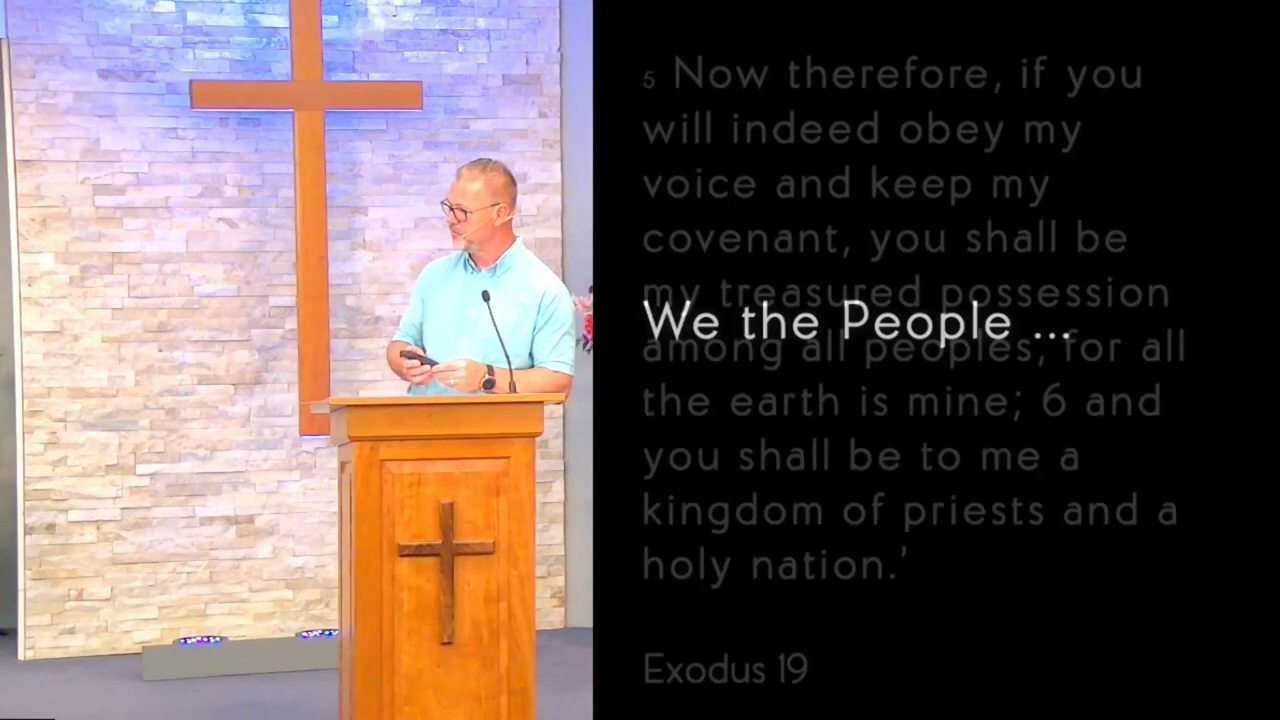 5 Now therefore, if you
will indeed obey my
voice and keep my
covenant, you shall be
my treasured possession
We the People ...
among all peoples; for all
the earth is mine; 6 and
you shall be to me a
kingdom of priests and a
holy nation.’
Exodus 19